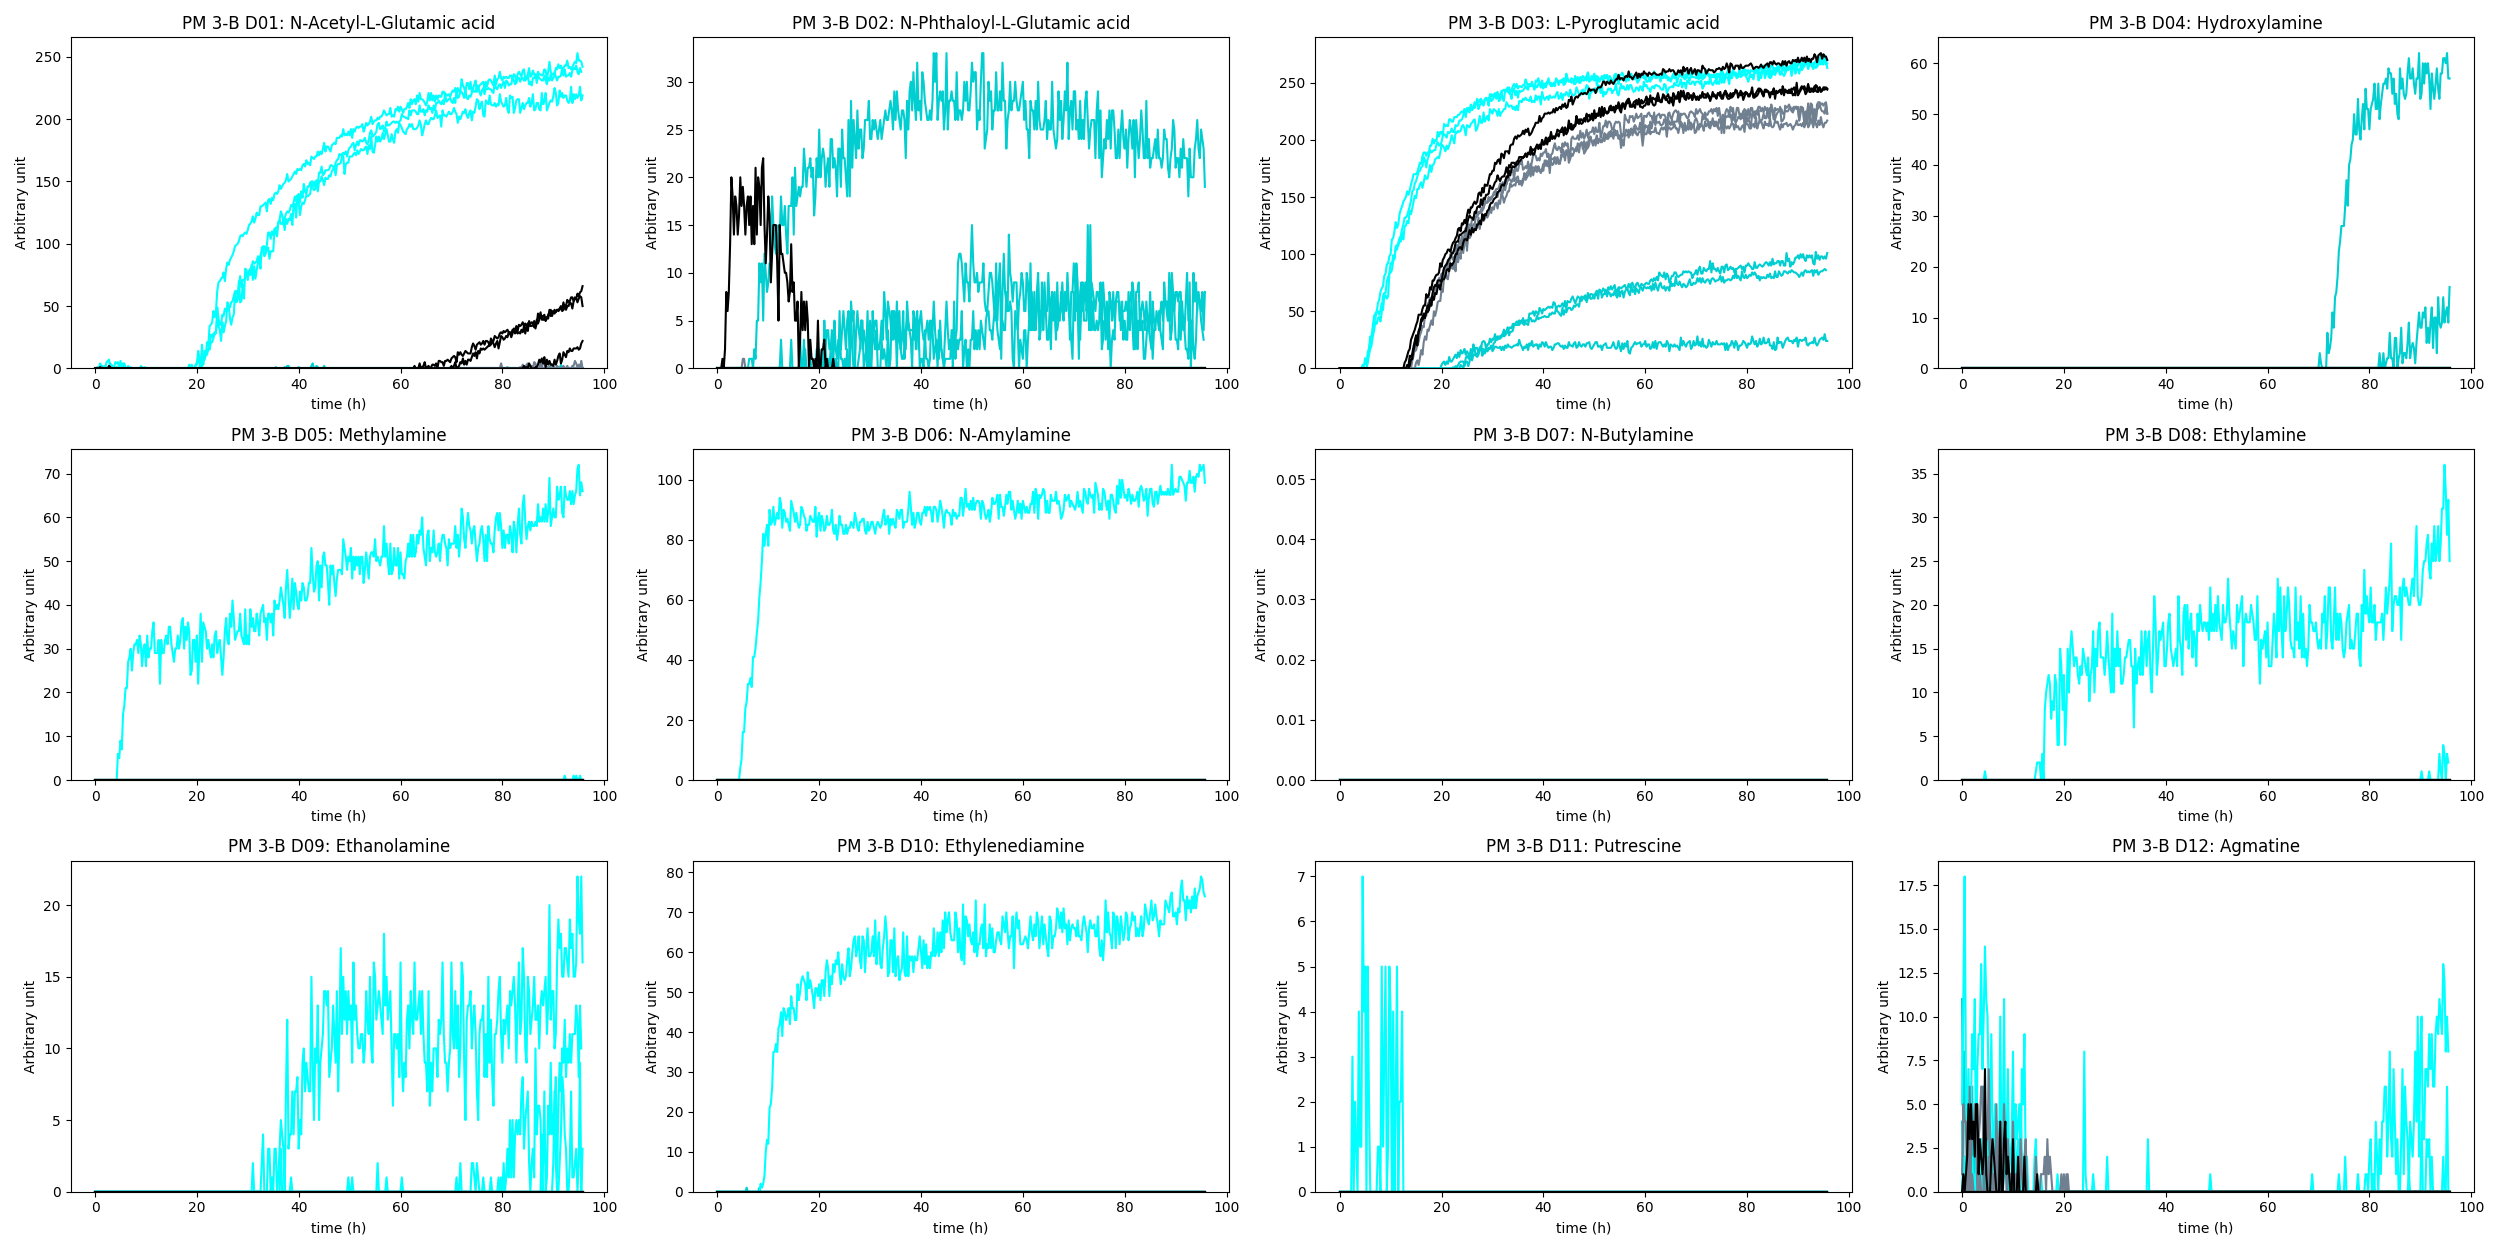 PM 3-B D01: N-Acetyl-L-Glutamic acid
Arbitrary unit
250
200
150
100
50
0
0 20 40 60 80 100
time (h)
PM 3-B D02: N-Phthaloyl-L-Glutamic acid
Arbitrary unit
30
25
20
15
10
5
0
0 20 40 60 80 100
time (h)
PM 3-B D03: L-Pyroglutamic acid
Arbitrary unit
250
200
150
100
50
0
0 20 40 60 80 100
time (h)
PM 3-B D04: Hydroxylamine
Arbitrary unit
60
50
40
30
20
10
0
0 20 40 60 80 100
time (h)
PM 3-B D05: Methylamine
Arbitrary unit
70
60
50
40
30
20
10
0
0 20 40 60 80 100
time (h)
PM 3-B D06: N-Amylamine
Arbitrary unit
100
80
60
40
20
0
0 20 40 60 80 100
time (h)
PM 3-B D07: N-Butylamine
Arbitrary unit
0.05
0.04
0.03
0.02
0.01
0.00
0 20 40 60 80 100
time (h)
PM 3-B D08: Ethylamine
Arbitrary unit
35
30
25
20
15
10
5
0
0 20 40 60 80 100
time (h)
PM 3-B D09: Ethanolamine
Arbitrary unit
20
15
10
5
0
0 20 40 60 80 100
time (h)
PM 3-B D10: Ethylenediamine
Arbitrary unit
80
70
60
50
40
30
20
10
0
0 20 40 60 80 100
time (h)
PM 3-B D11: Putrescine
Arbitrary unit
7
6
5
4
3
2
1
0
0 20 40 60 80 100
time (h)
PM 3-B D12: Agmatine
Arbitrary unit
17.5
15.0
12.5
10.0
7.5
5.0
2.5
0.0
0 20 40 60 80 100
time (h)